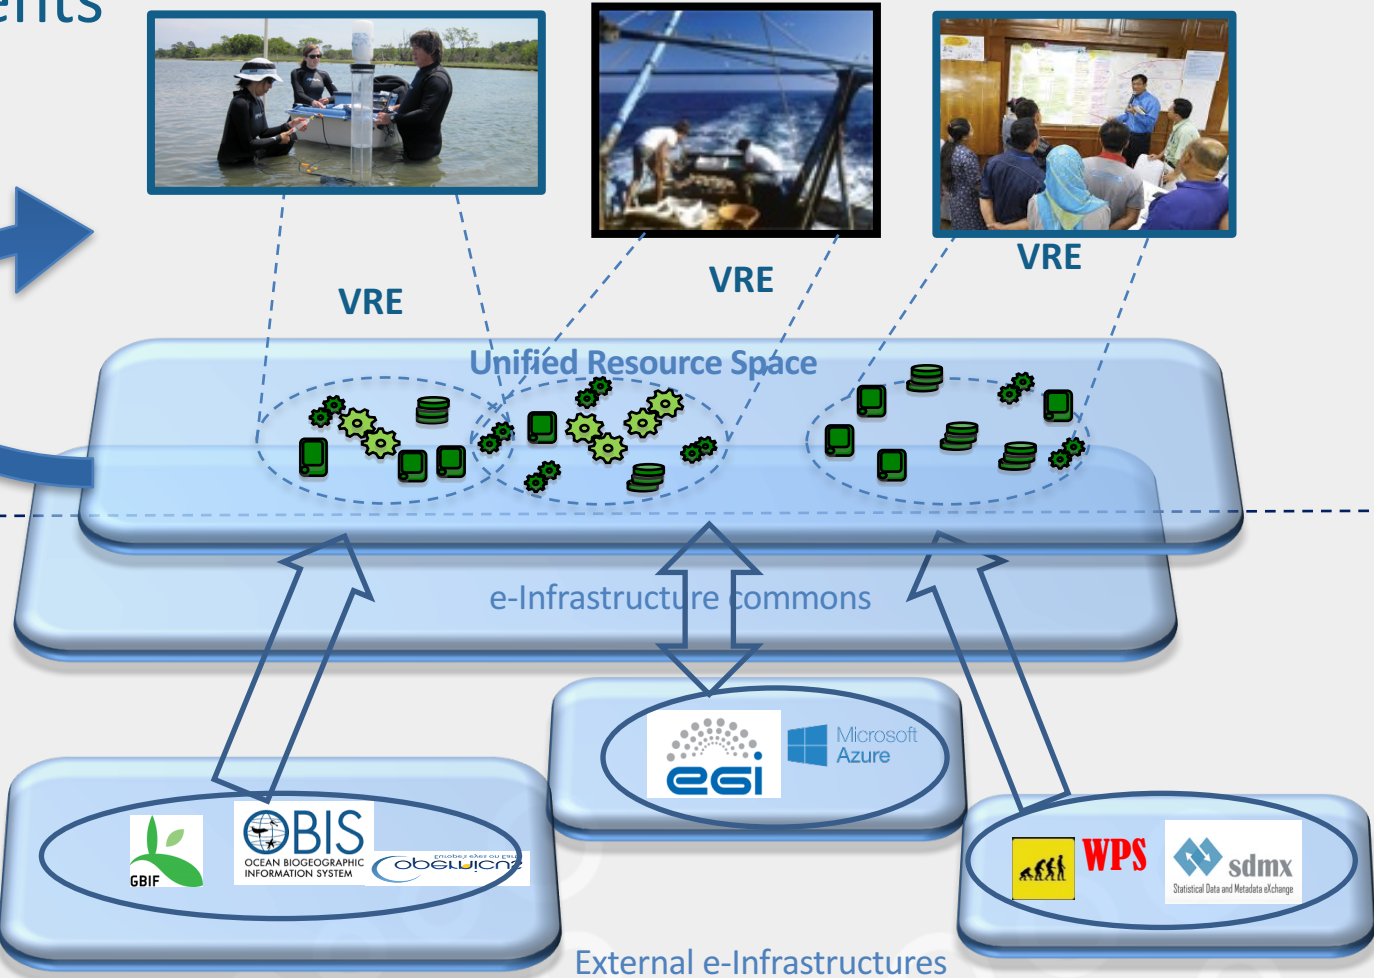 ents
VRE
VRE
VRE
Unified Resource Space
e-Infrastructure commons
egi
Microsoft
Azure
GBIF
OBIS
OCEAN BIOGEOGRAPHIC
INFORMATION SYSTEM
opernicus
WPS
sdmx
Statistical Data and Metadata eXchange
External e-Infrastructures